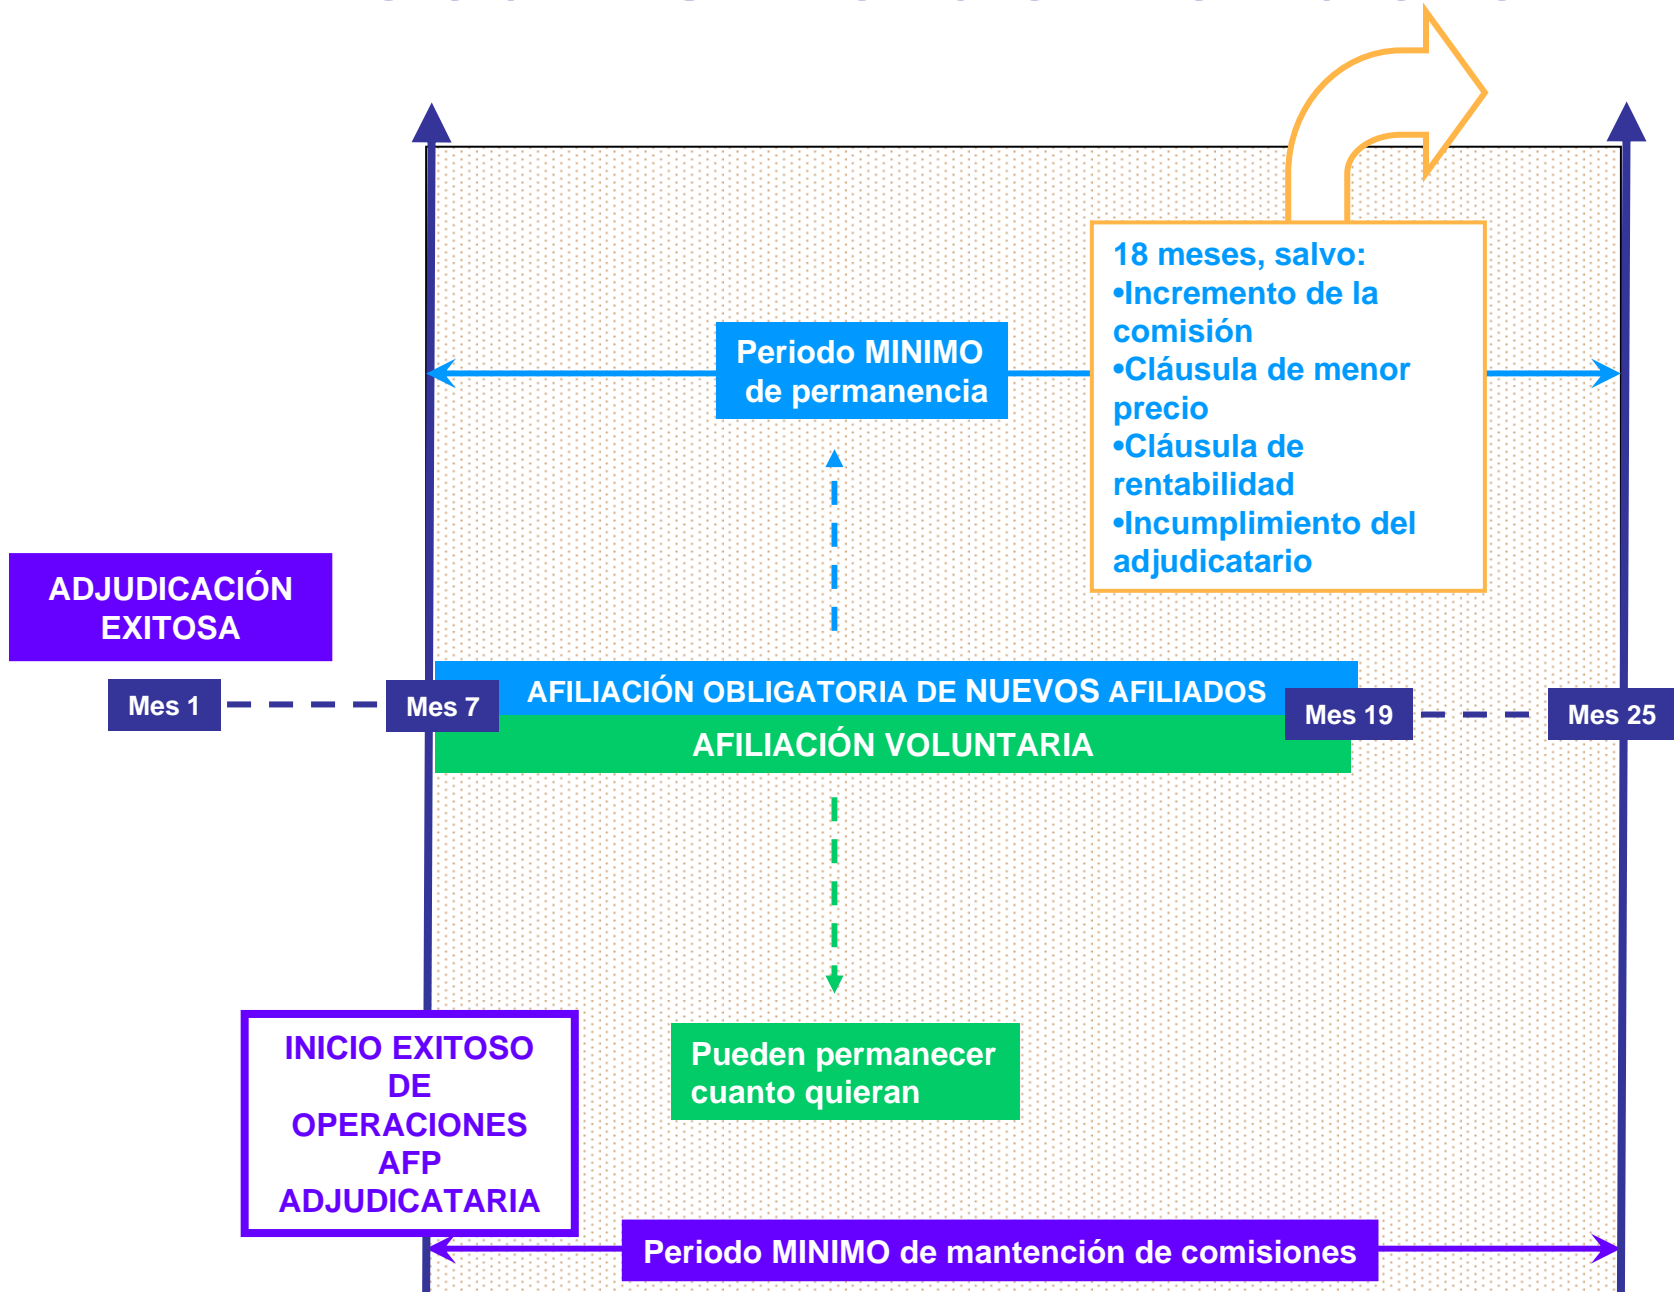 18 meses, salvo:
•Incremento de la
comisión
•Cláusula de menor
precio
•Cláusula de
rentabilidad
•Incumplimiento del
adjudicatario
Periodo MINIMO
de permanencia
ADJUDICACIÓN
EXITOSA
AFILIACIÓN OBLIGATORIA DE NUEVOS AFILIADOS
Mes 1
Mes 7
Mes 19
Mes 25
AFILIACIÓN VOLUNTARIA
INICIO EXITOSO
DE
OPERACIONES
AFP
ADJUDICATARIA
Pueden permanecer
cuanto quieran
Periodo MINIMO de mantención de comisiones